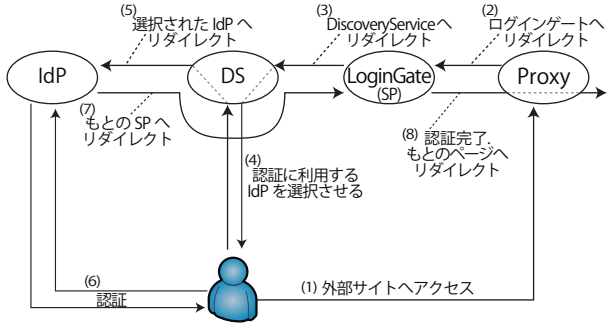 (5)
選択された IdP へ
リダイレクト
(3)
DiscoveryServiceへ
リダイレクト
(2)
ログインゲートへ
リダイレクト
IdP
DS
LoginGate
(SP)
Proxy
(7)
もとの SP へ
リダイレクト
(4)
認証に利用する
IdP を選択させる
(8) 認証完了.
もとのページへ
リダイレクト
(6)
認証
(1) 外部サイトへアクセス